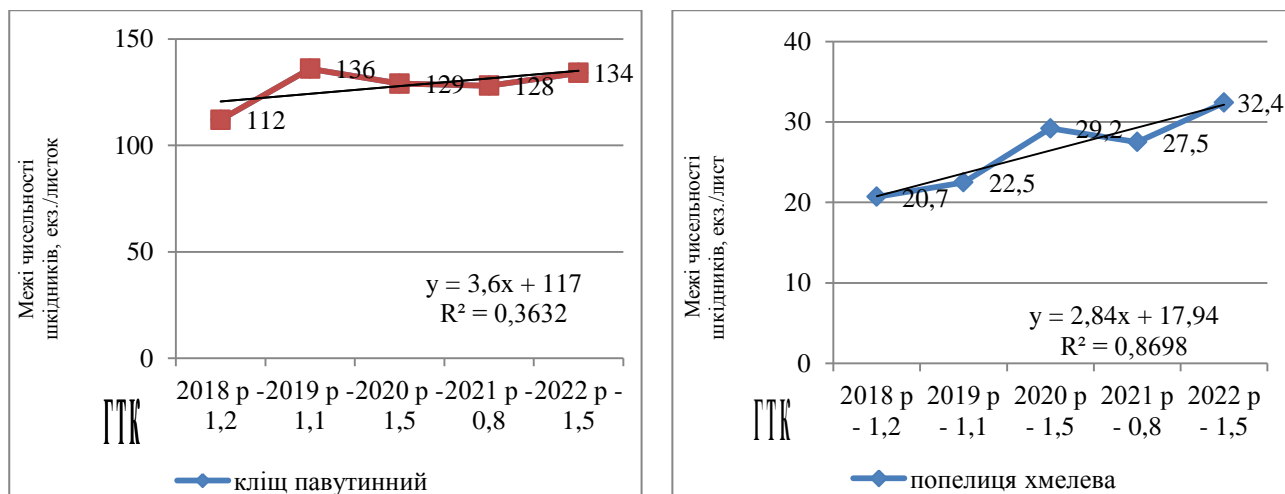 Межі чисельності
шкідників, екз./листок
150
100
50
0
112
136
129
128
134
y = 3,6x + 117
R² = 0,3632
2018 р - 2019 р - 2020 р - 2021 р - 2022 р -
1,2 1,1 1,5 0,8 1,5
ГТК
кліщ павутинний
Межі чисельності
шкідників, екз./лист
40
30
20
10
0
20,7
22,5
29,2
27,5
32,4
y = 2,84x + 17,94
R² = 0,8698
2018 р 2019 р 2020 р 2021 р 2022 р
- 1,2 - 1,1 - 1,5 - 0,8 - 1,5
ГТК
попелиця хмелева